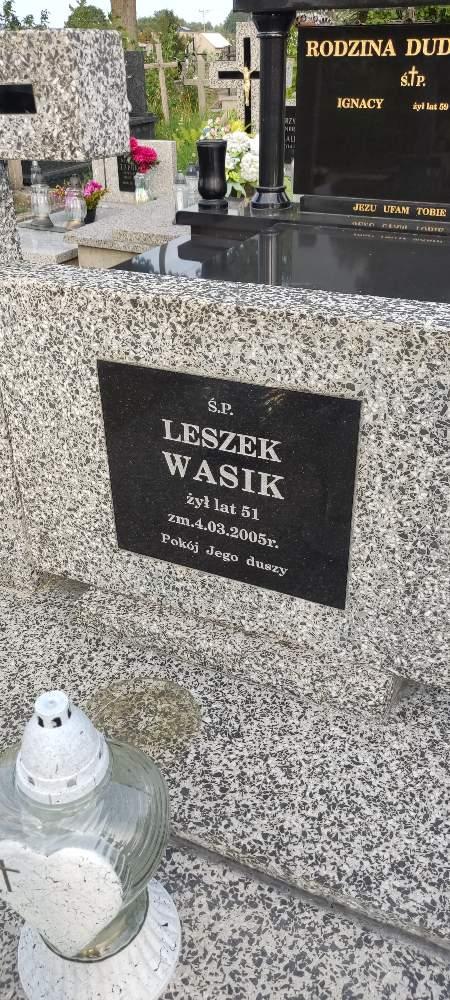 RODZINA DUD
Ś.P.
IGNACY żył lat 59
JEZU UFAM TOBIE
Ś.P.
LESZEK
WASIK
żył lat 51
zm.4.03.2005r.
Pokój Jego duszy